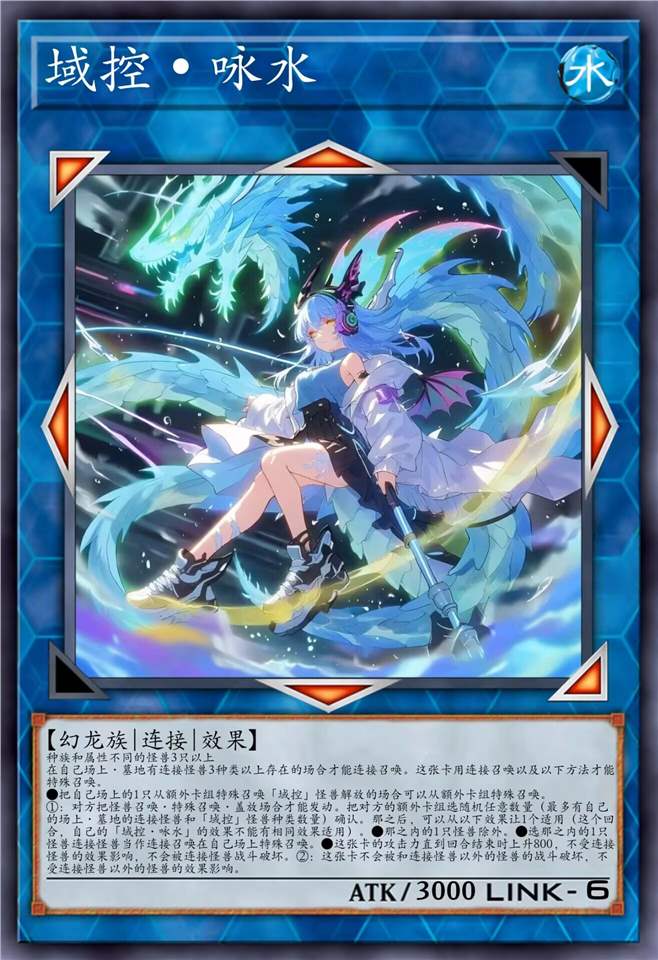 域控·咏水
水
【幻龙族|连接|效果】
种族和属性不同的怪兽3只以上
在自己场上·墓地有连接怪兽3种类以上存在的场合才能连接召唤。这张卡用连接召唤以及以下方法才能
特殊召唤。
●把自己场上的1只从额外卡组特殊召唤「域控」怪兽解放的场合可以从额外卡组特殊召唤。
①：对方把怪兽召唤·特殊召唤·盖放场合才能发动。把对方的额外卡组选随机任意数量（最多有自己
的场上·墓地的连接怪兽和「域控」怪兽种类数量）确认。那之后，可以从以下效果让1个适用（这个回
合，自己的「域控·咏水」的效果不能有相同效果适用）。●那之内的1只怪兽除外。●选那之内的1只
怪兽连接怪兽当作连接召唤在自己场上特殊召唤。●这张卡的攻击力直到回合结束时上升800，不受连接
怪兽的效果影响，不会被连接怪兽战斗破坏。②：这张卡不会被和连接怪兽以外的怪兽的战斗破坏，不
受连接怪兽以外的怪兽的效果影响。
ATK/3000 LINK-6